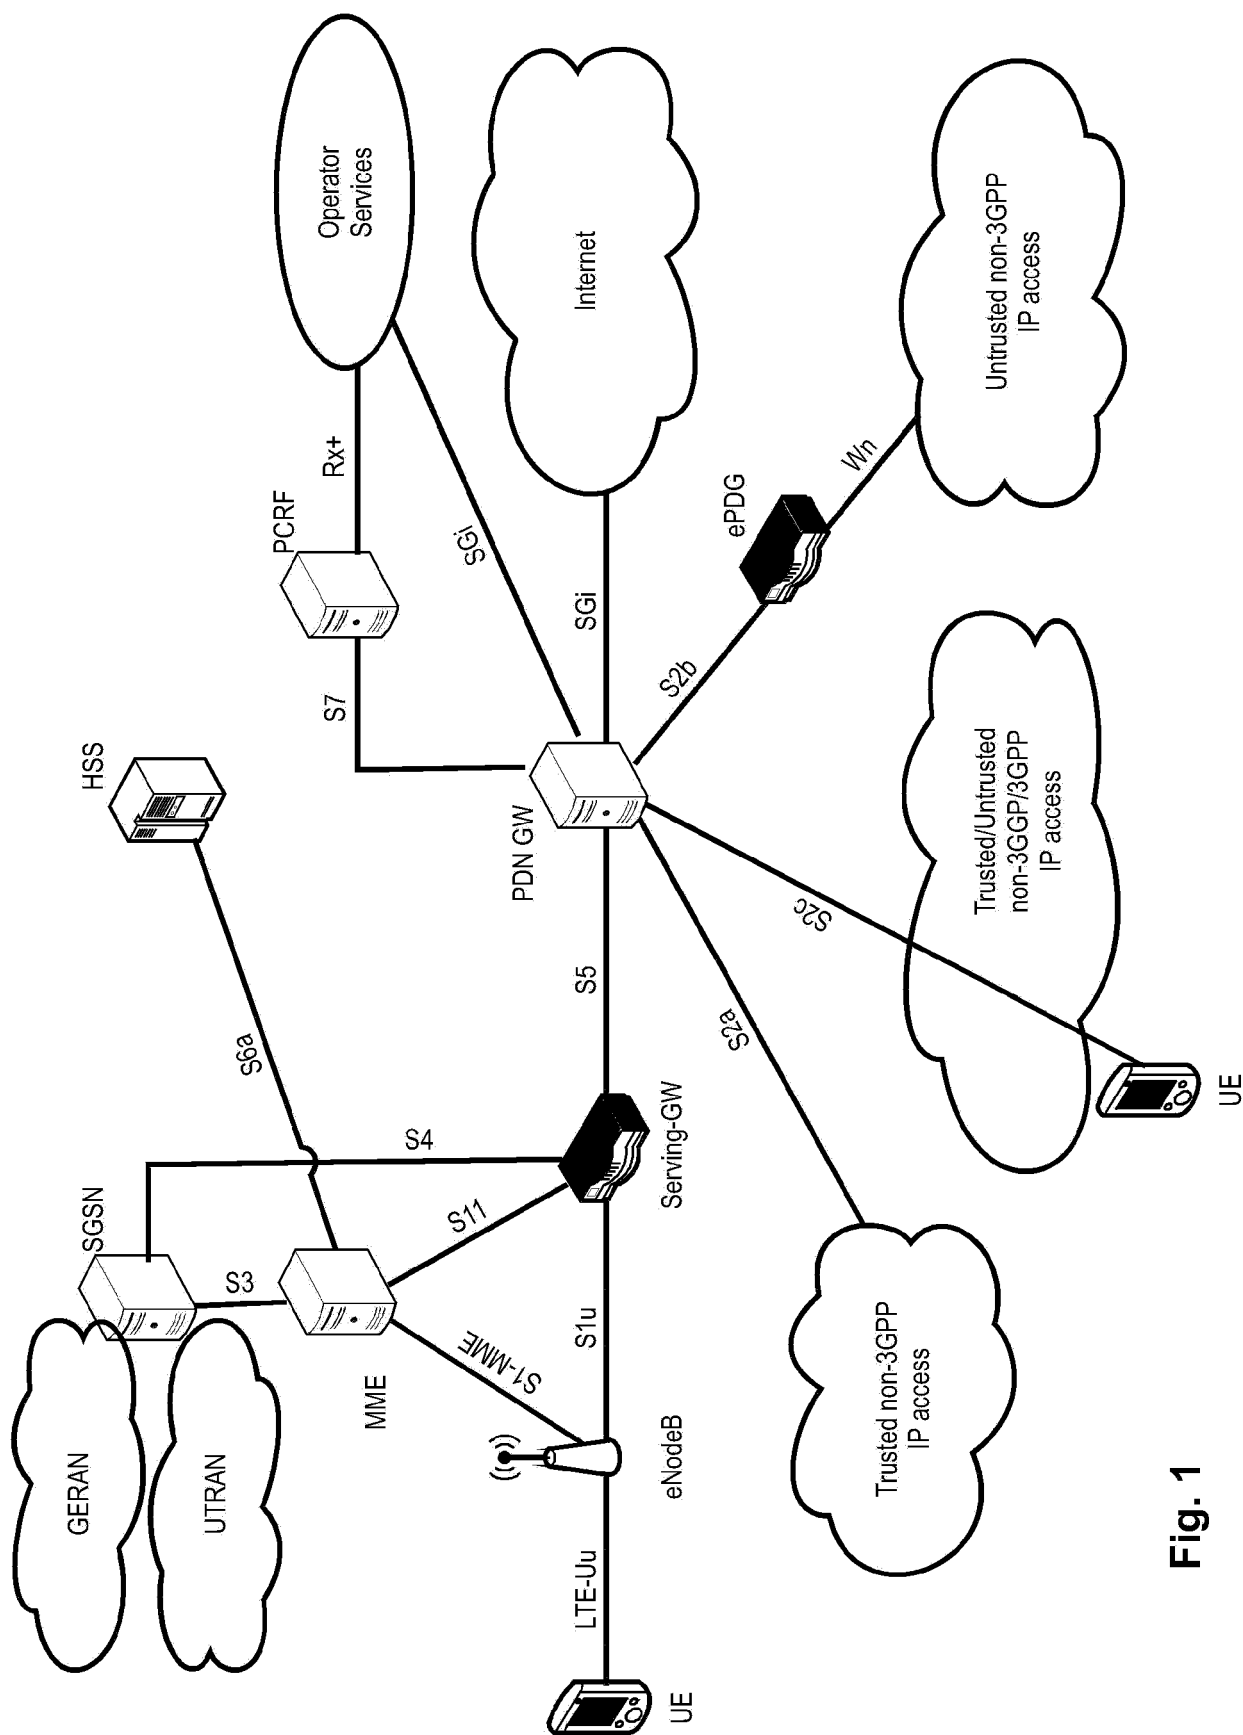 GERAN
UTRAN
SGSN
S3
MME
S4
S6a
HSS
S11
S1-MME
S7
PCRF
Rx+
Operator
Services
SGi
UE
LTE-Uu
eNodeB
S1u
Serving-GW
S5
PDN GW
SGi
Internet
S2a
S2c
S2b
ePDG
Wn
Trusted non-3GPP
IP access
Trusted/Untrusted
non-3GGP/3GPP
IP access
Untrusted non-3GPP
IP access
UE
Fig. 1